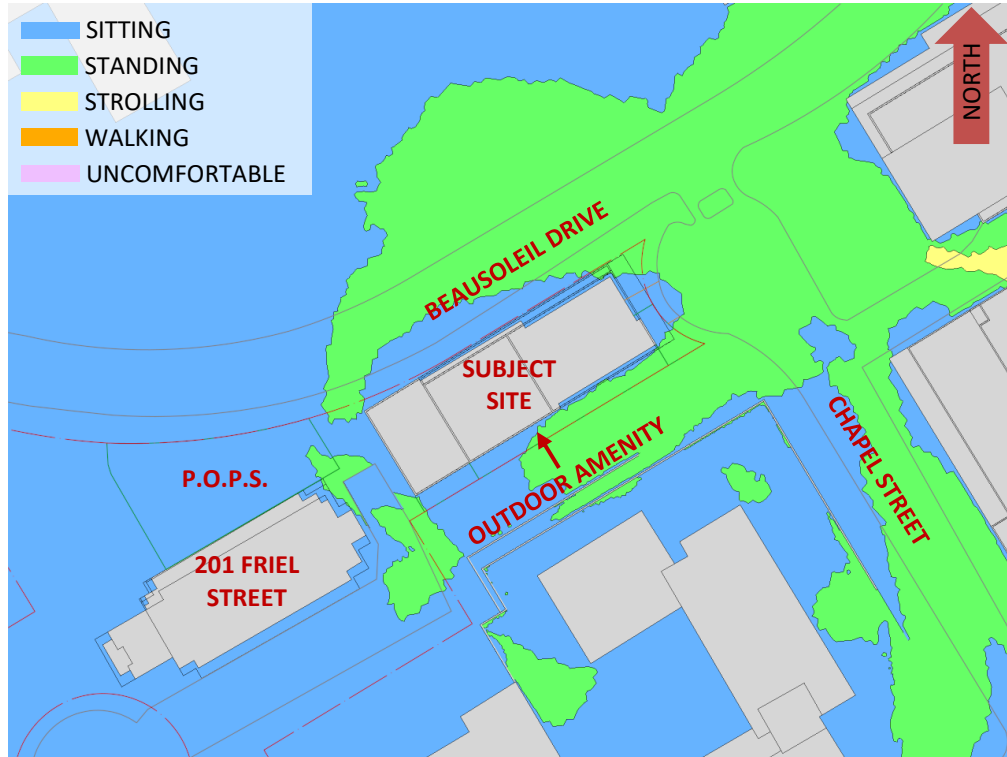 SITTING
STANDING
STROLLING
WALKING
UNCOMFORTABLE
NORTH
BEAUSOLEIL DRIVE
SUBJECT
SITE
OUTDOOR AMENITY
CHAPEL STREET
P.O.P.S.
201 FRIEL
STREET